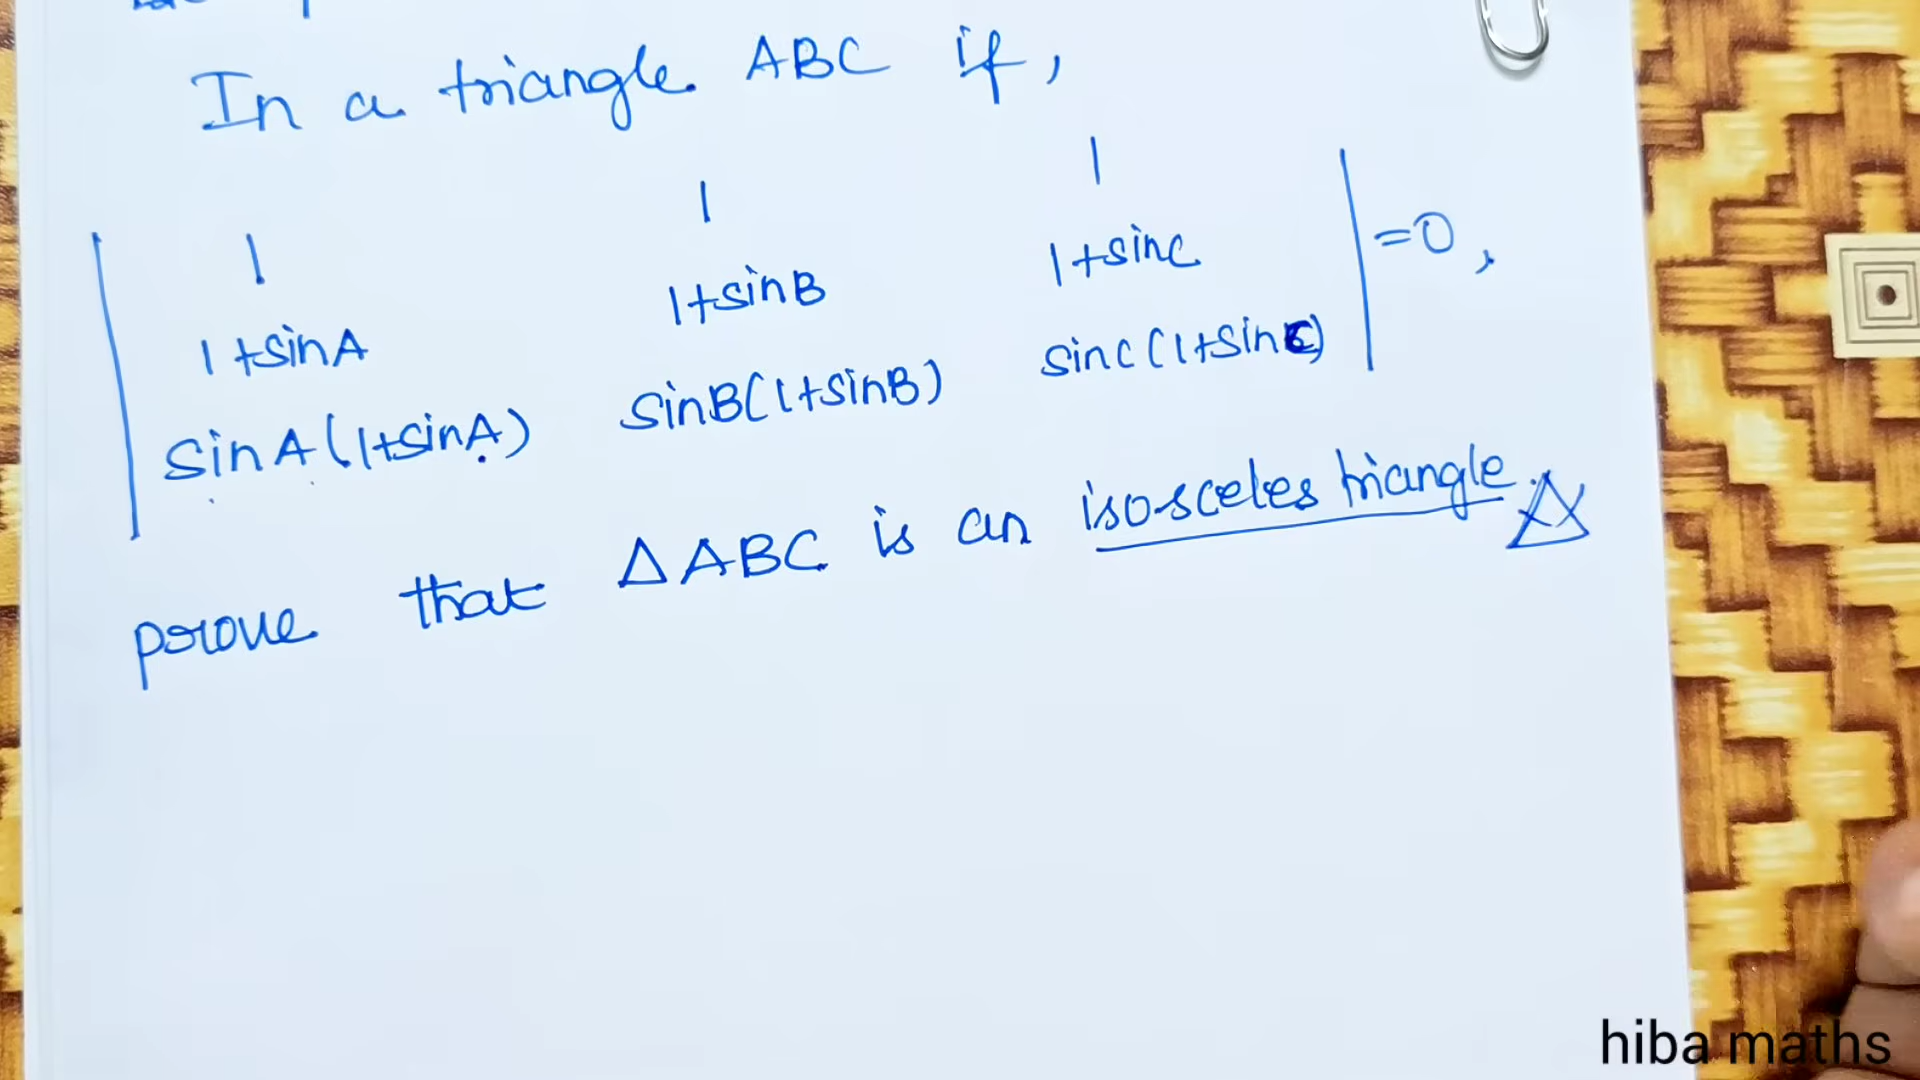 In a triangle ABC if,
| 1 1 1 |
| 1+sinA 1+sinB 1+sinC | =0,
| sinA(1+sinA) sinB(1+sinB) sinC(1+sinC) |
prove that ΔABC is an isosceles triangle.
hiba maths